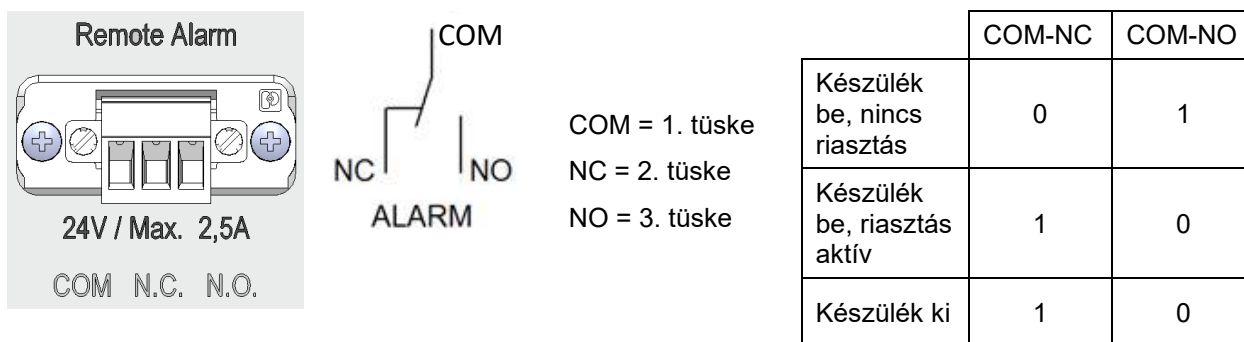 Remote Alarm
24V / Max. 2,5A
COM N.C. N.O.
COM
NC
NO
ALARM
COM = 1. tüske
NC = 2. tüske
NO = 3. tüske
COM-NC COM-NO
Készülék
be, nincs
riasztás
0 1
Készülék
be, riasztás
aktív
1 0
Készülék ki 1 0